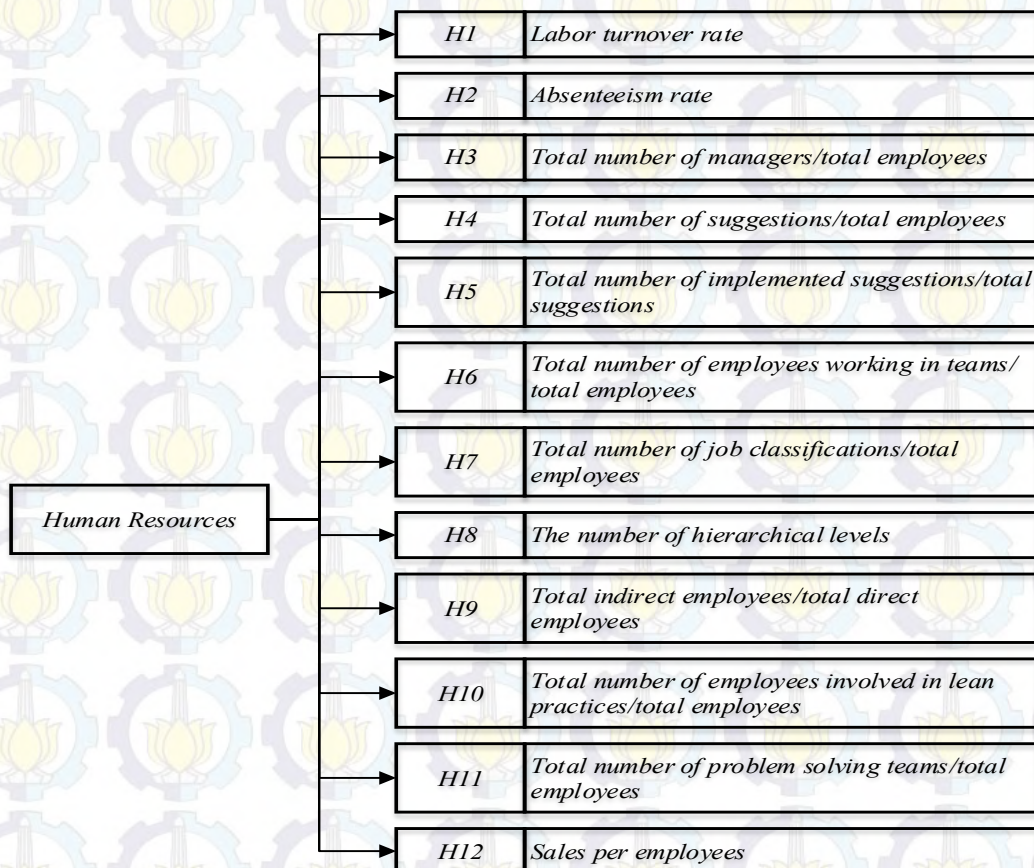 H1 Labor turnover rate
H2 Absenteeism rate
H3 Total number of managers/total employees
H4 Total number of suggestions/total employees
H5 Total number of implemented suggestions/total
suggestions
H6 Total number of employees working in teams/
total employees
H7 Total number of job classifications/total
employees
Human Resources
H8 The number of hierarchical levels
H9 Total indirect employees/total direct
employees
H10 Total number of employees involved in lean
practices/total employees
H11 Total number of problem solving teams/total
employees
H12 Sales per employees